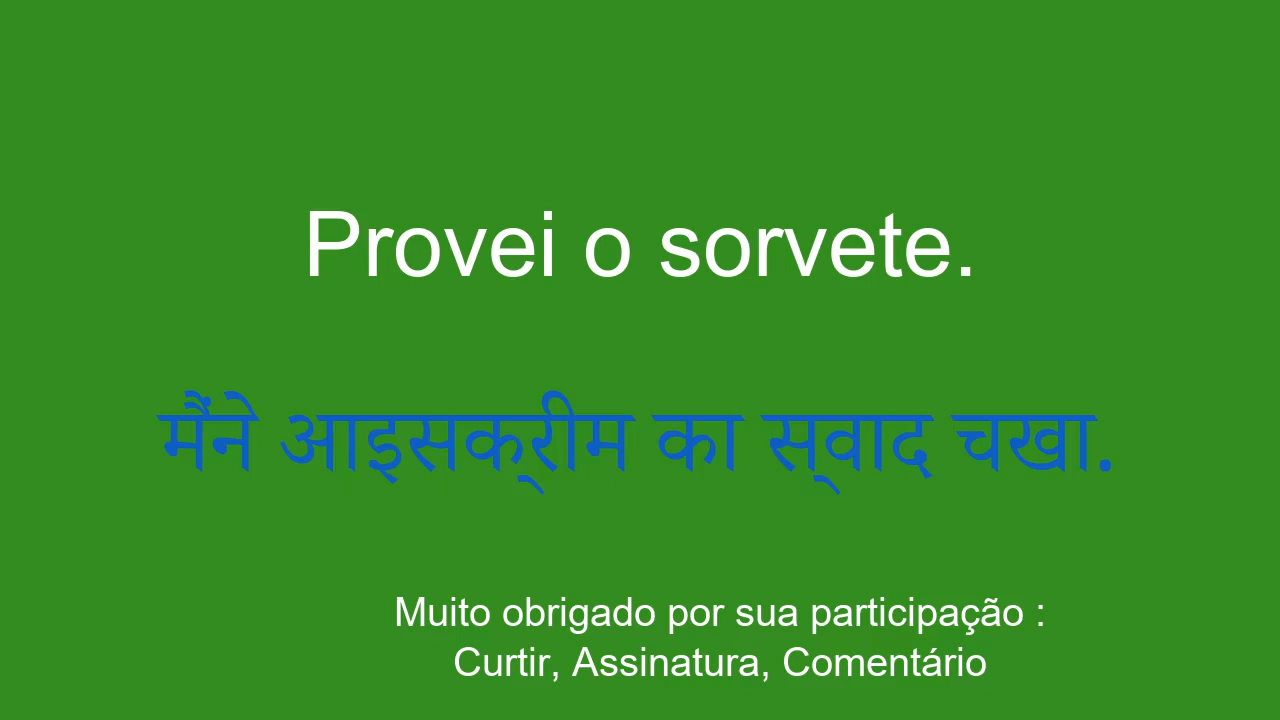 Provei o sorvete.
मैंने आइसक्रीम का स्वाद चखा.
Muito obrigado por sua participação :
Curtir, Assinatura, Comentário